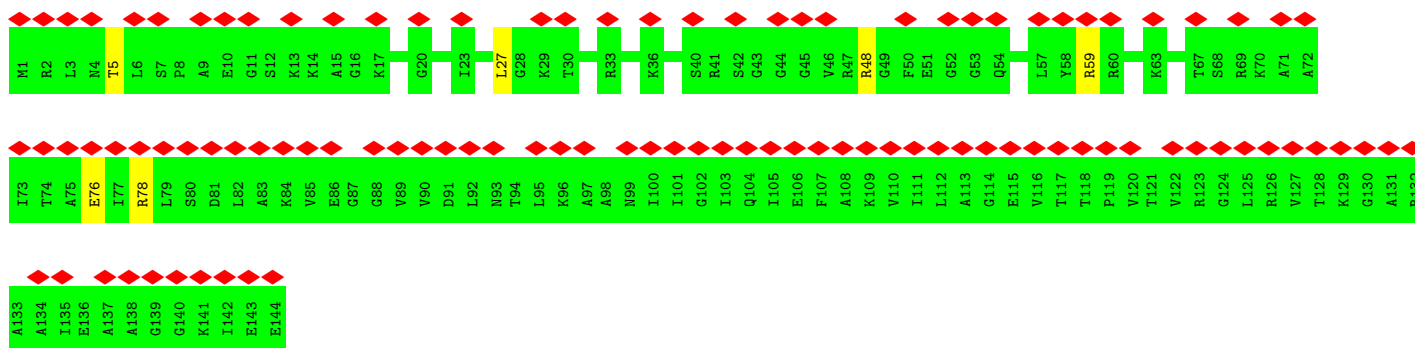 M1 R2 L3 N4 T5 L6 S7 P8 A9 E10 G11 S12 K13 K14 A15 G16 K17 G20 I23 L27 G28 K29 T30 R33 K36 S40 R41 S42 G43 G44 G45 V46 R47 R48 G49 F50 E51 G52 G53 Q54 L57 Y58 R59 R60 K63 T67 S68 R69 K70 A71 A72
I73 T74 A75 E76 I77 R78 L79 S80 D81 L82 A83 K84 V85 E86 G87 G88 V89 V90 D91 L92 N93 T94 L95 K96 A97 A98 N99 I100 I101 G102 I103 Q104 I105 E106 F107 A108 K109 V110 I111 L112 A113 G114 E115 V116 T117 T118 P119 V120 T121 V122 R123 G124 L125 R126 V127 T128 K129 G130 A131 R132
A133 A134 I135 E136 A137 A138 G139 G140 K141 I142 E143 E144